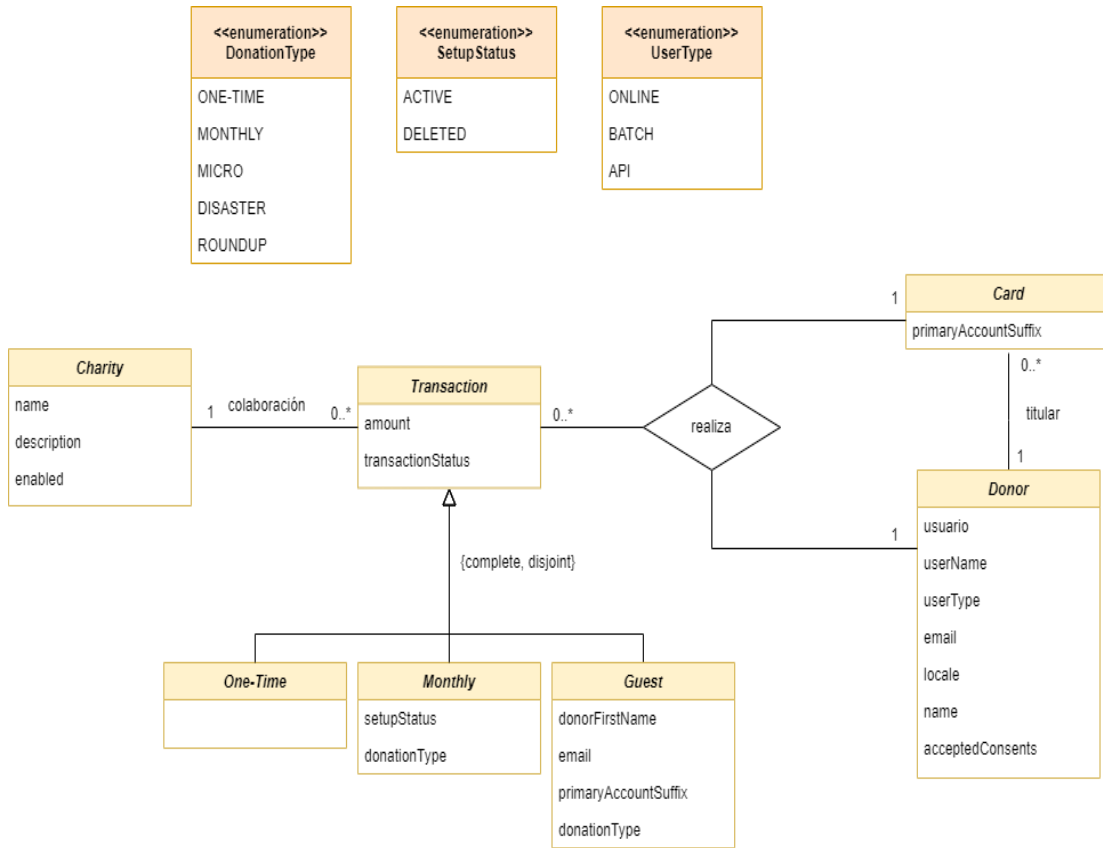 <<enumeration>>
DonationType
ONE-TIME
MONTHLY
MICRO
DISASTER
ROUNDUP
<<enumeration>>
SetupStatus
ACTIVE
DELETED
<<enumeration>>
UserType
ONLINE
BATCH
API
Charity
name
description
enabled
1
colaboración
0..*
Transaction
amount
transactionStatus
0..*
realiza
1
Card
primaryAccountSuffix
0..*
titular
1
1
Donor
usuario
userName
userType
email
locale
name
acceptedConsents
{complete, disjoint}
One-Time
Monthly
setupStatus
donationType
Guest
donorFirstName
email
primaryAccountSuffix
donationType